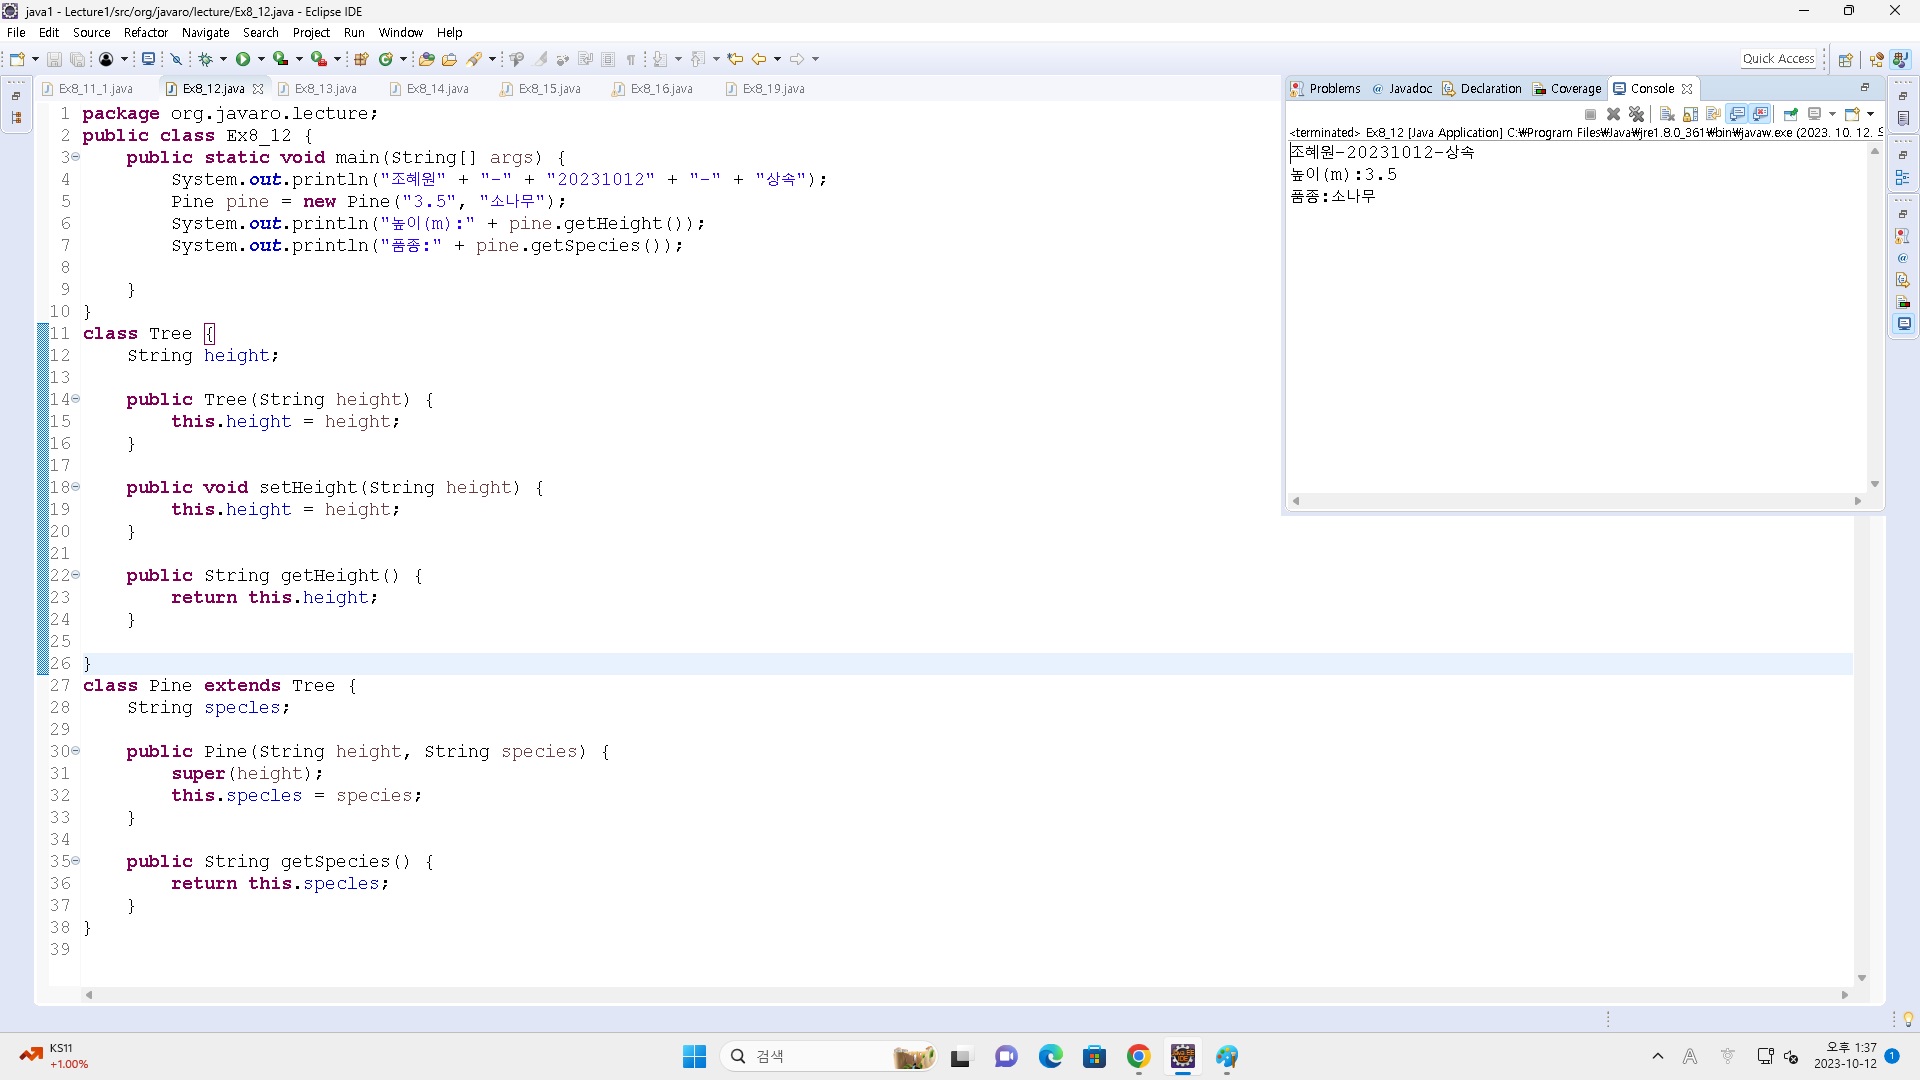 java1 - Lecture1/src/org/javaro/lecture/Ex8_12.java - Eclipse IDE
File Edit Source Refactor Navigate Search Project Run Window Help
Quick Access
Ex8_11_1.java Ex8_12.java Ex8_13.java Ex8_14.java Ex8_15.java Ex8_16.java Ex8_19.java
1 package org.javaro.lecture;
2 public class Ex8_12 {
3     public static void main(String[] args) {
4         System.out.println("조혜원" + "-" + "20231012" + "-" + "상속");
5         Pine pine = new Pine("3.5", "소나무");
6         System.out.println("높이(m):" + pine.getHeight());
7         System.out.println("품종:" + pine.getSpecies());
8
9     }
10 }
11 class Tree {
12     String height;
13
14     public Tree(String height) {
15         this.height = height;
16     }
17
18     public void setHeight(String height) {
19         this.height = height;
20     }
21
22     public String getHeight() {
23         return this.height;
24     }
25
26 }
27 class Pine extends Tree {
28     String specles;
29
30     public Pine(String height, String species) {
31         super(height);
32         this.specles = species;
33     }
34
35     public String getSpecies() {
36         return this.specles;
37     }
38 }
39
Problems @ Javadoc Declaration Coverage Console
<terminated> Ex8_12 [Java Application] C:₩Program Files₩Java₩jre1.8.0_361₩bin₩javaw.exe (2023. 10. 12.
조혜원-20231012-상속
높이(m):3.5
품종:소나무
KS11
+1.00%
검색
오후 1:37
2023-10-12
1